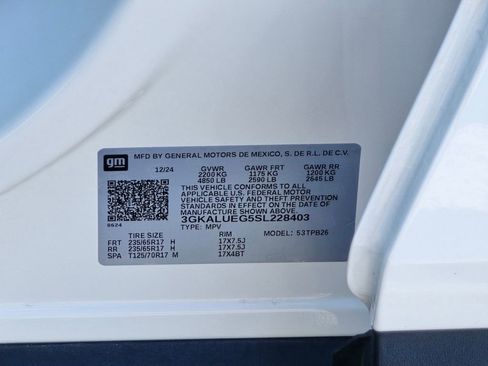 gm
MFD BY GENERAL MOTORS DE MEXICO, S. DE R.L. DE C.V.
12/24 GVWR GAWR FRT GAWR RR
2200 KG 1175 KG 1200 KG
4850 LB 2590 LB 2645 LB
THIS VEHICLE CONFORMS TO ALL
APPLICABLE U.S. FEDERAL MOTOR
VEHICLE SAFETY AND THEFT PREVENTION
STANDARDS IN EFFECT ON THE DATE OF
MANUFACTURE SHOWN ABOVE.
3GKALUEG5SL228403
8624 TYPE: MPV
TIRE SIZE RIM MODEL: 53TPB26
FRT 235/65R17 H 17X7.5J
RR 235/65R17 H 17X7.5J
SPA T125/70R17 M 17X4BT